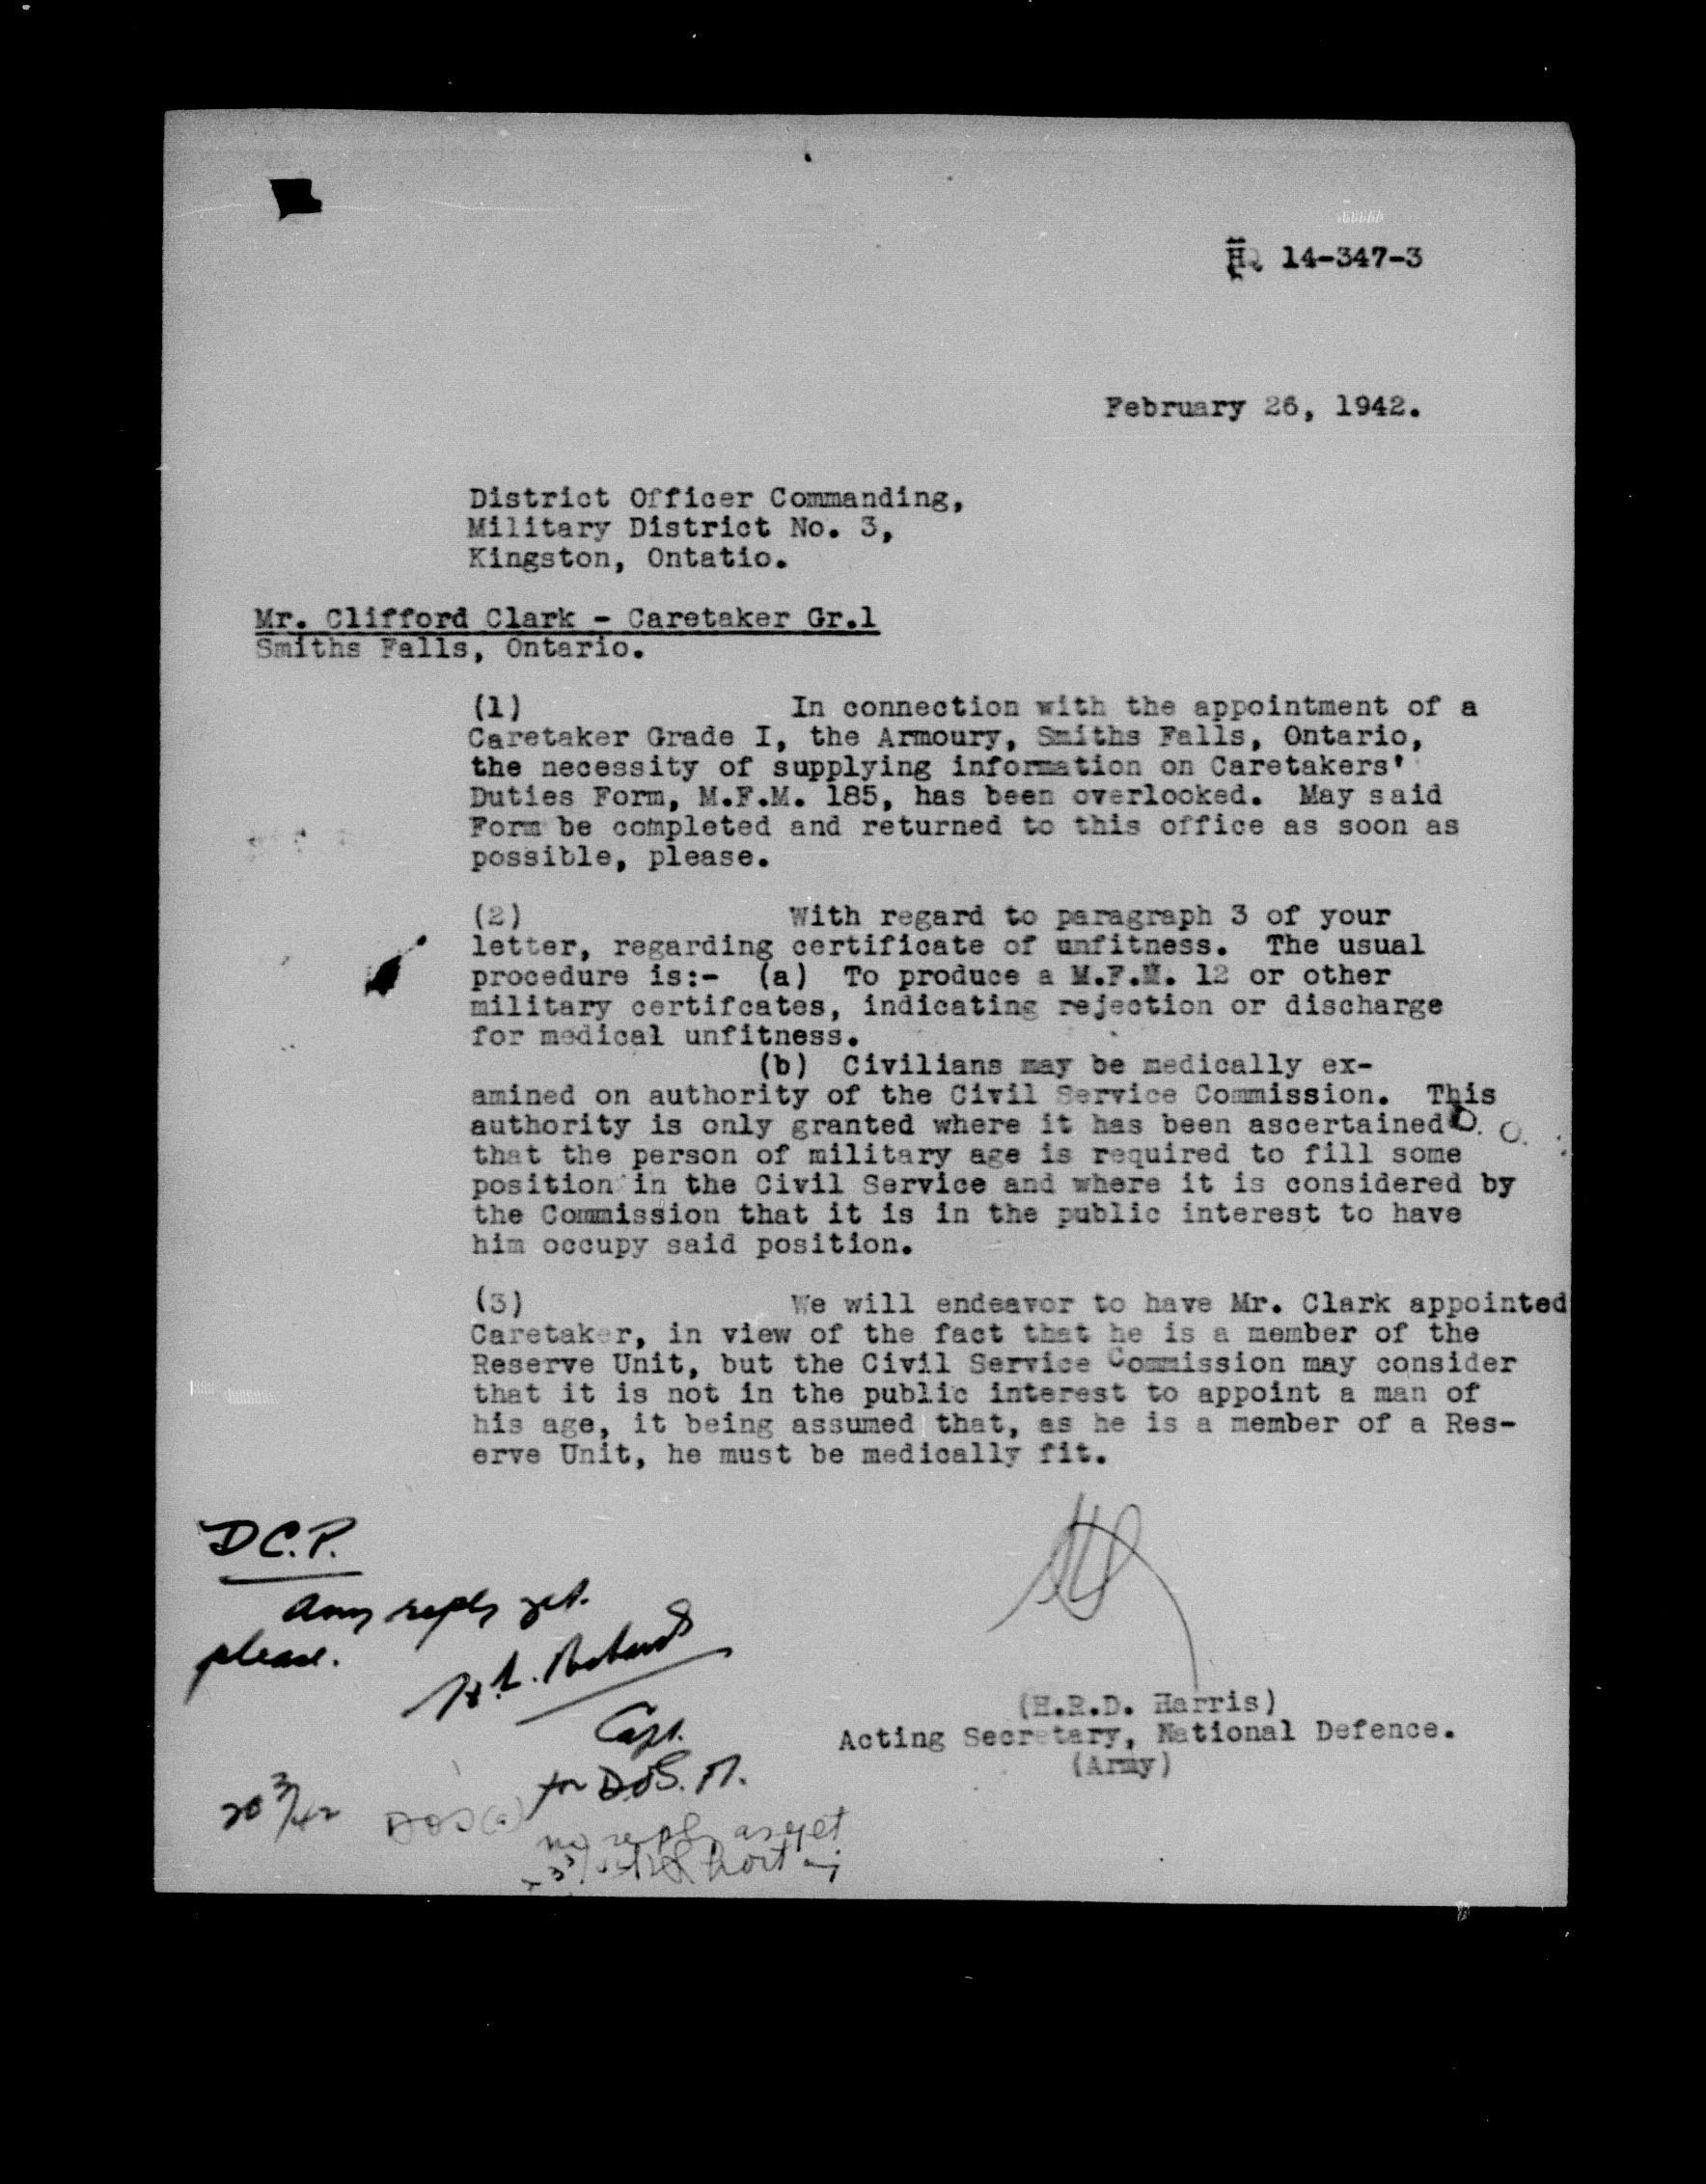 HQ 14-347-3
February 26, 1942.
District Officer Commanding,
Military District No. 3,
Kingston, Ontatio.
Mr. Clifford Clark - Caretaker Gr.1
Smiths Falls, Ontario.
(1) In connection with the appointment of a
Caretaker Grade I, the Armoury, Smiths Falls, Ontario,
the necessity of supplying information on Caretakers'
Duties Form, M.F.M. 185, has been overlooked. May said
Form be completed and returned to this office as soon as
possible, please.
(2) With regard to paragraph 3 of your
letter, regarding certificate of unfitness. The usual
procedure is:- (a) To produce a M.F.M. 12 or other
military certifcates, indicating rejection or discharge
for medical unfitness.
(b) Civilians may be medically ex-
amined on authority of the Civil Service Commission. This
authority is only granted where it has been ascertained
that the person of military age is required to fill some
position in the Civil Service and where it is considered by
the Commission that it is in the public interest to have
him occupy said position.
(3) We will endeavor to have Mr. Clark appointed
Caretaker, in view of the fact that he is a member of the
Reserve Unit, but the Civil Service Commission may consider
that it is not in the public interest to appoint a man of
his age, it being assumed that, as he is a member of a Res-
erve Unit, he must be medically fit.
D.C.P.
any reply yet.
please.
Capt.
for D.O.S. M.
20 3/42
(H.R.D. Harris)
Acting Secretary, National Defence.
(Army)
no reply as yet